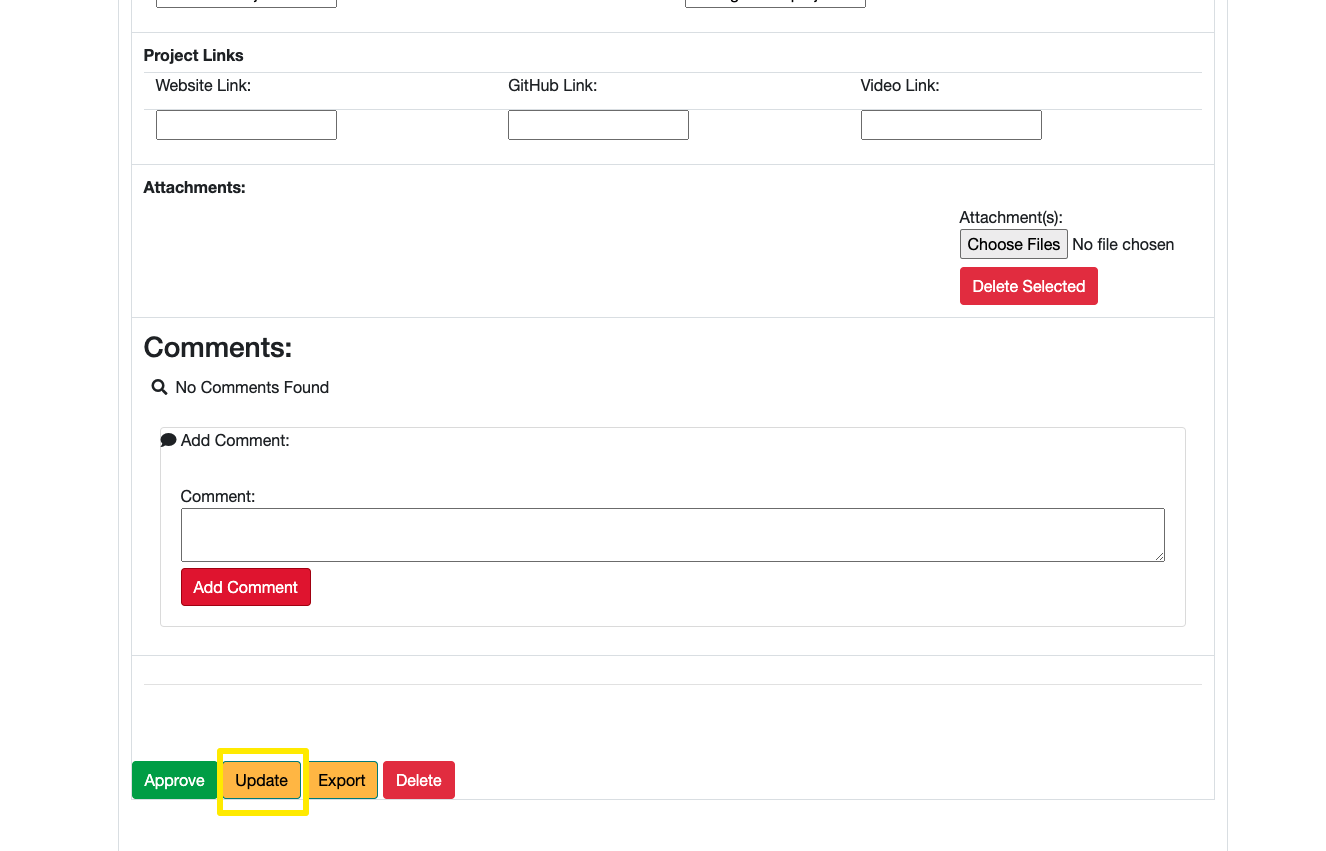 Project Links
Website Link: GitHub Link: Video Link:
Attachments:
Attachment(s):
Choose Files No file chosen
Delete Selected
Comments:
No Comments Found
Add Comment:
Comment:
Add Comment
Approve Update Export Delete